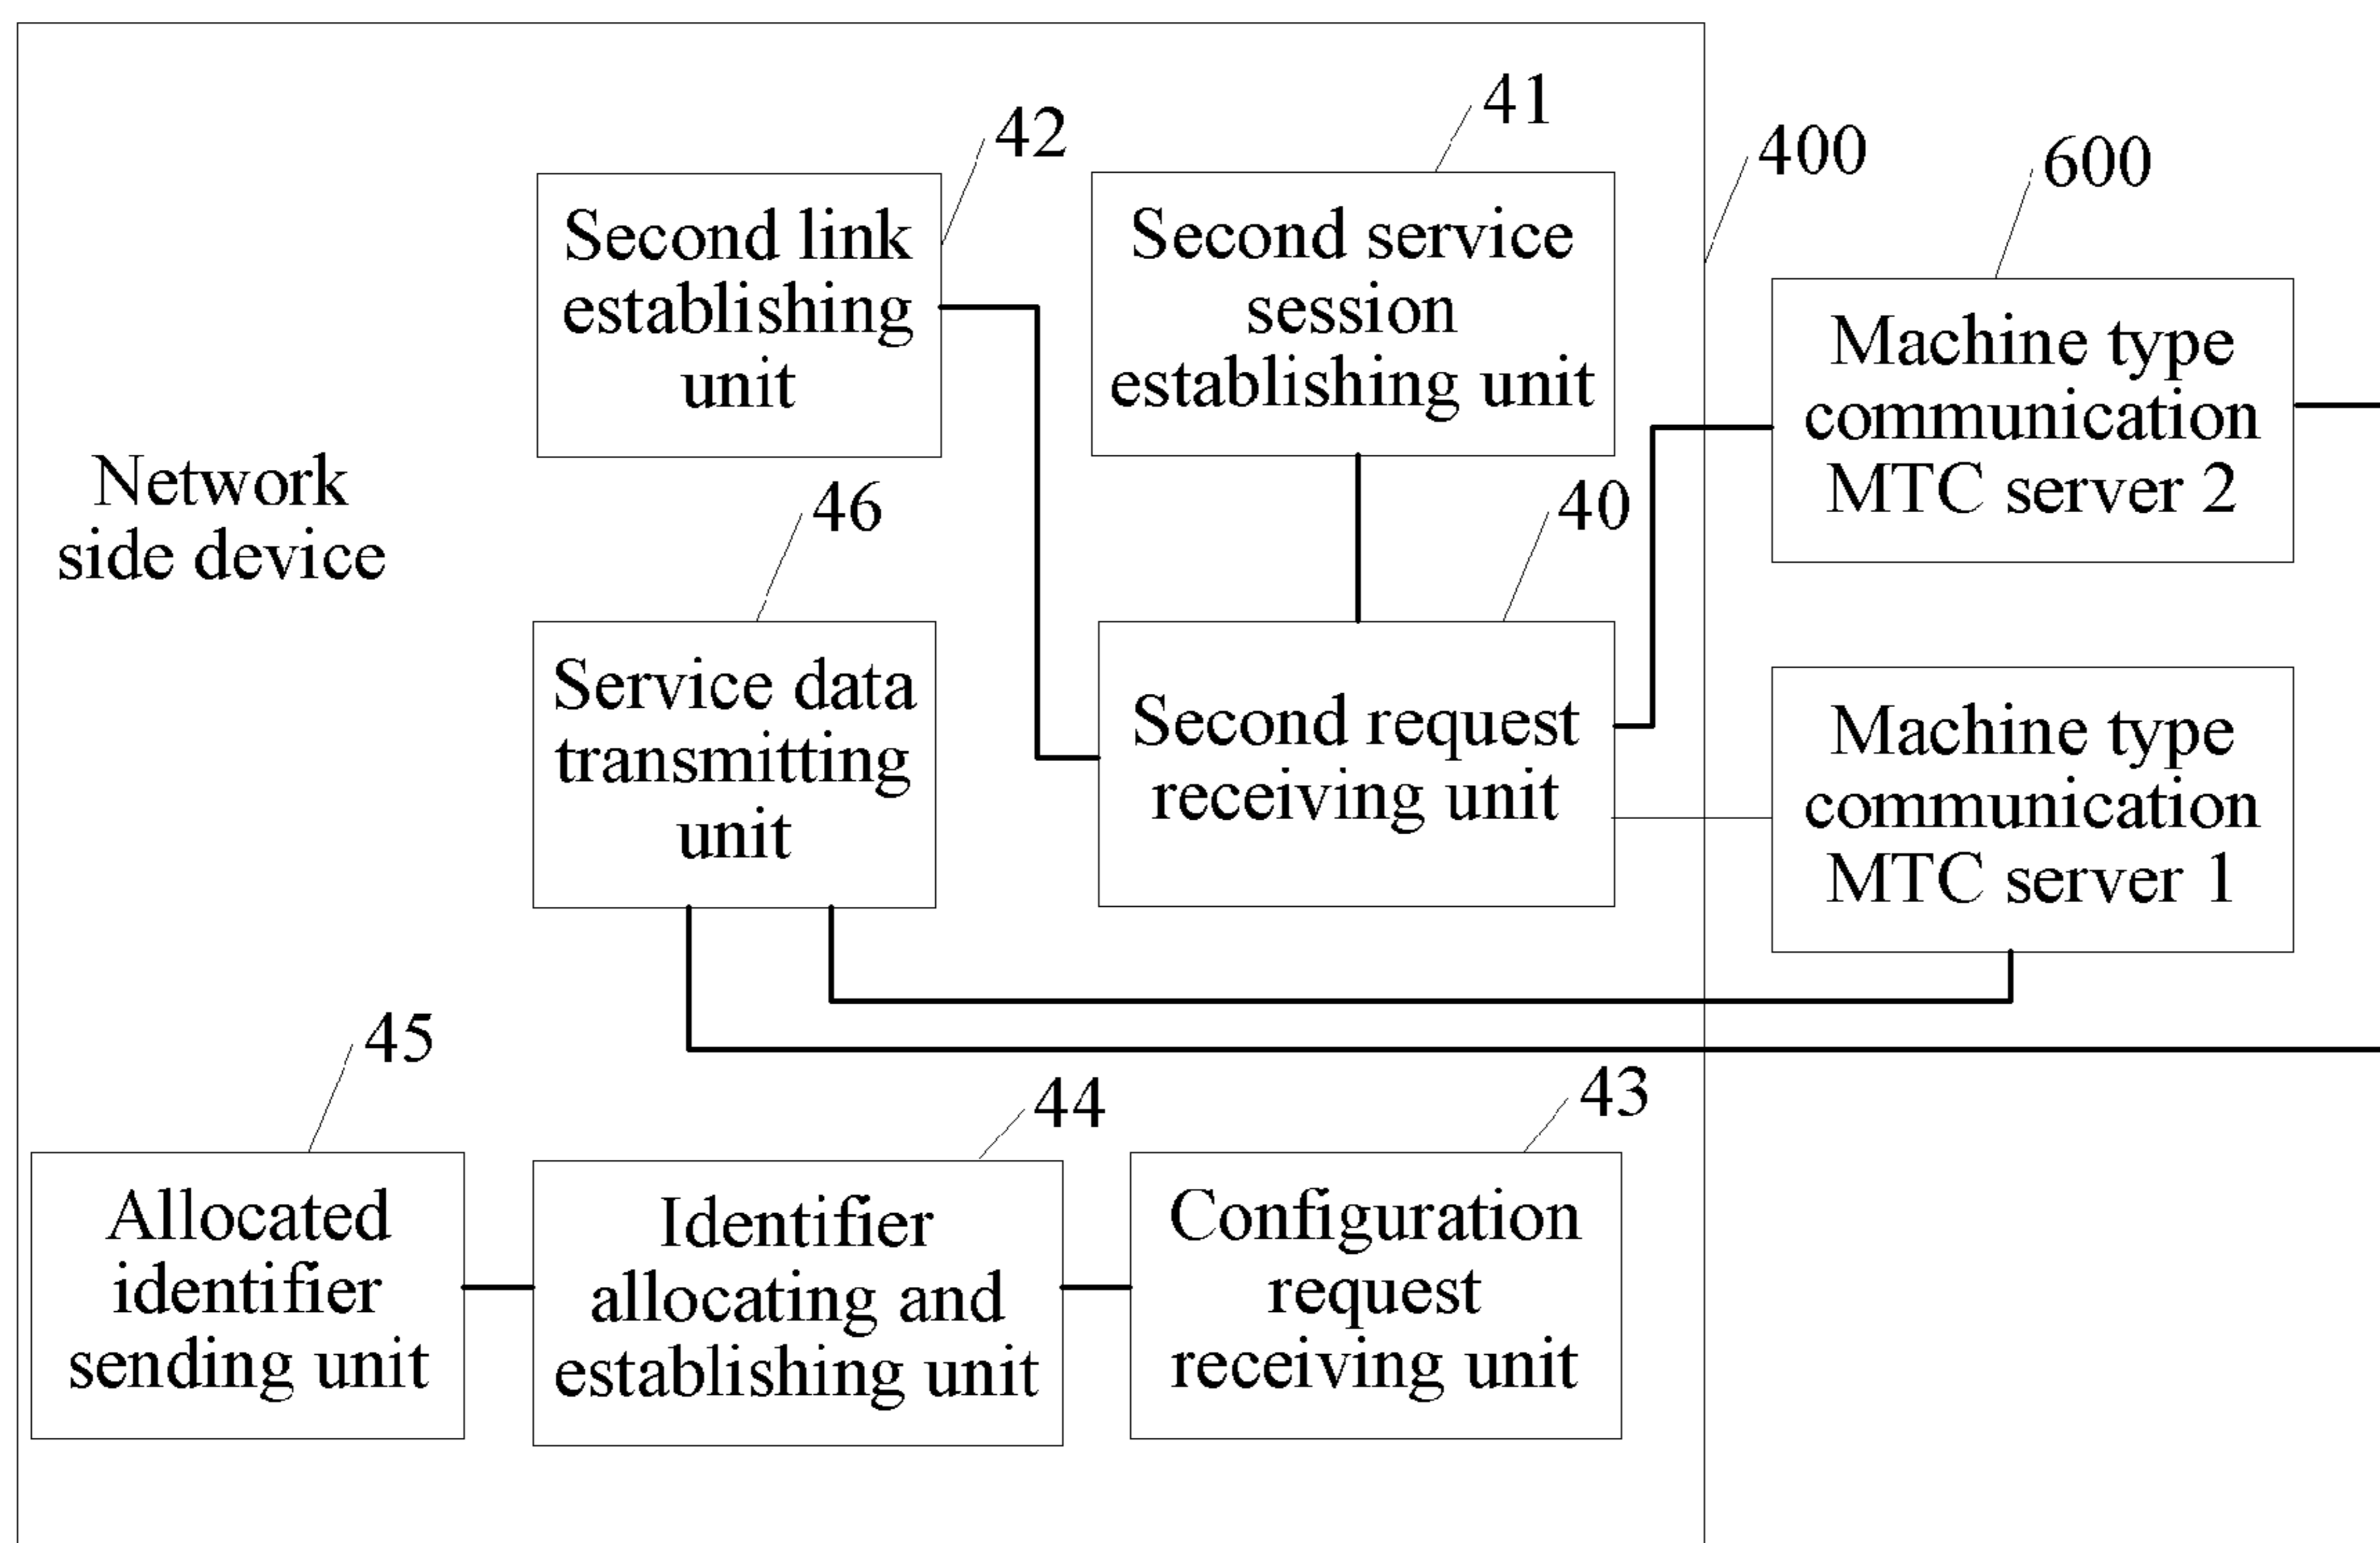 41
42
400
600
Second link
establishing
unit
Second service
session
establishing unit
Machine type
communication
MTC server 2
Network
side device
46
40
Service data
transmitting
unit
Second request
receiving unit
Machine type
communication
MTC server 1
45
44
43
Allocated
identifier
sending unit
Identifier
allocating and
establishing unit
Configuration
request
receiving unit